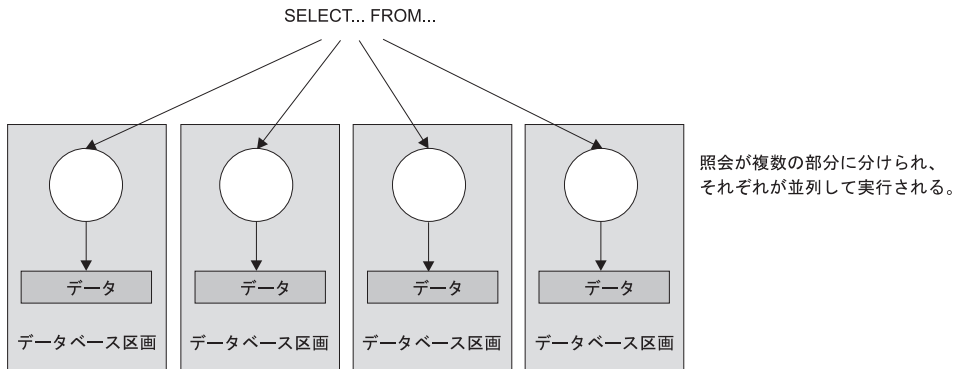 SELECT... FROM...
照会が複数の部分に分けられ、
それぞれが並列して実行される。
データ
データ
データ
データ
データベース区画
データベース区画
データベース区画
データベース区画